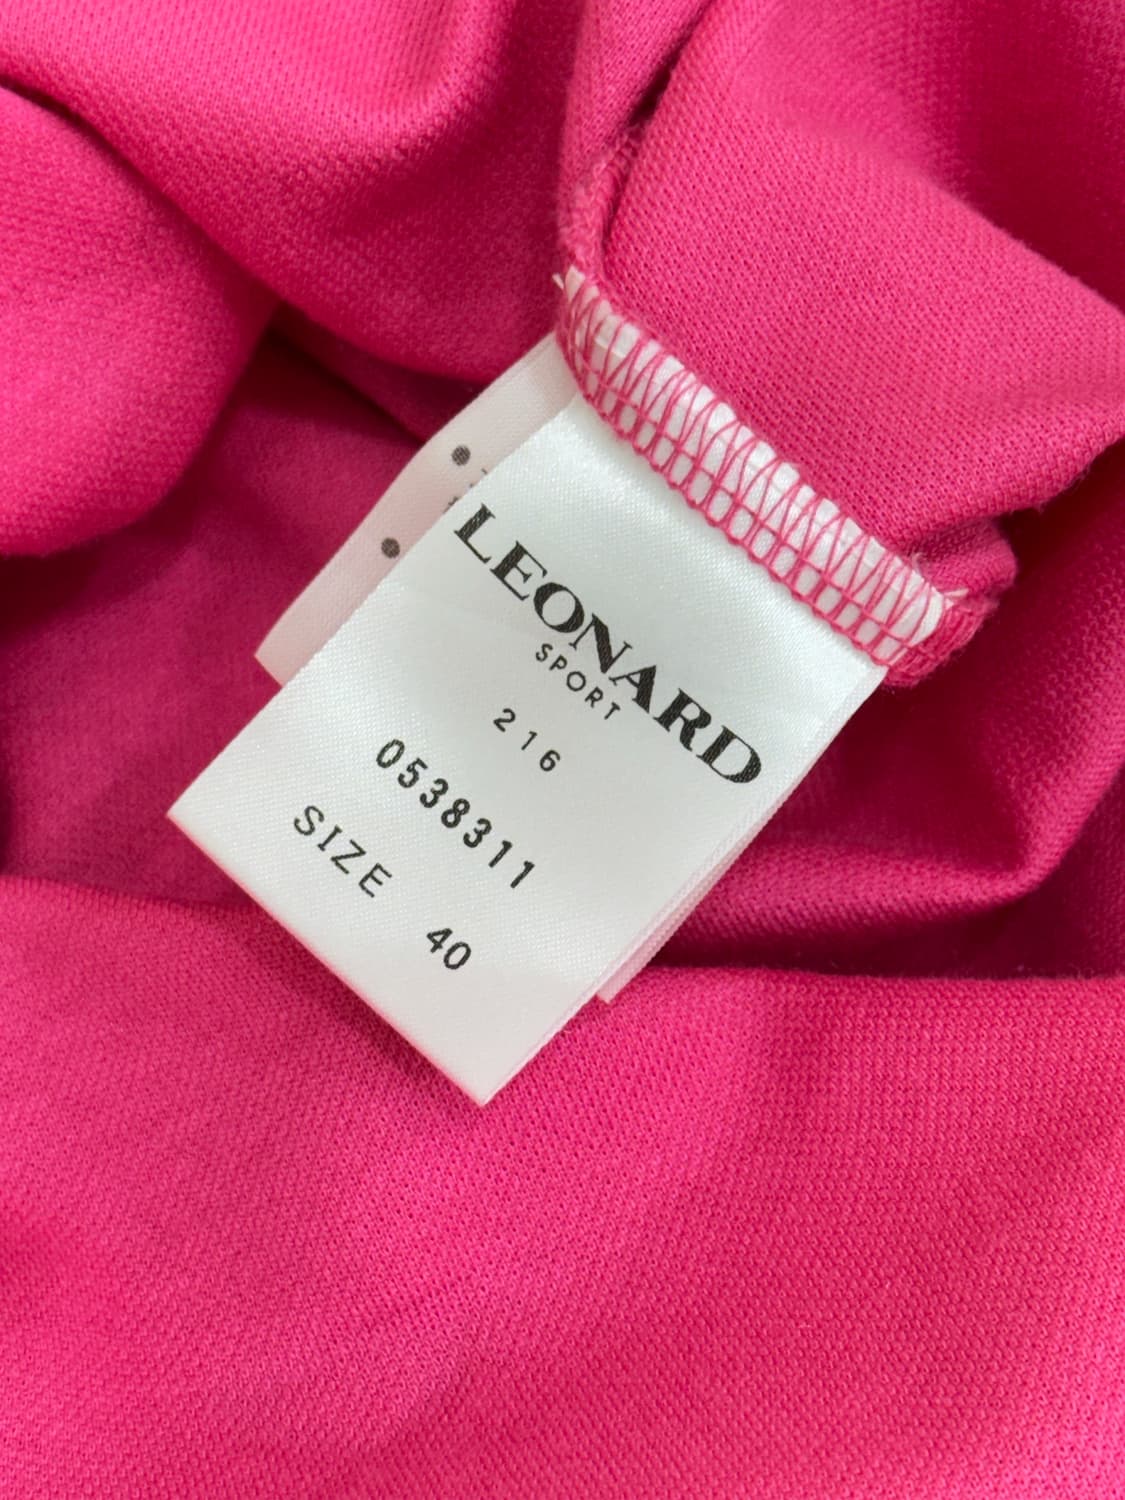 LEONARD
SPORT
216
0538311
SIZE 40